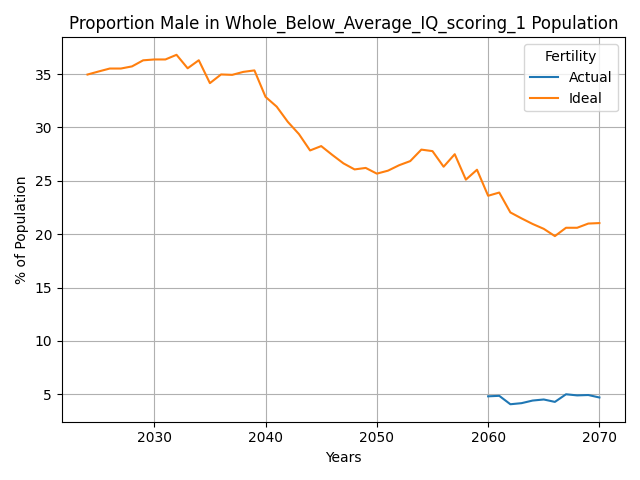 Proportion Male in Whole_Below_Average_IQ_scoring_1 Population
Fertility
Actual
Ideal
% of Population
35
30
25
20
15
10
5
2030
2040
2050
2060
2070
Years